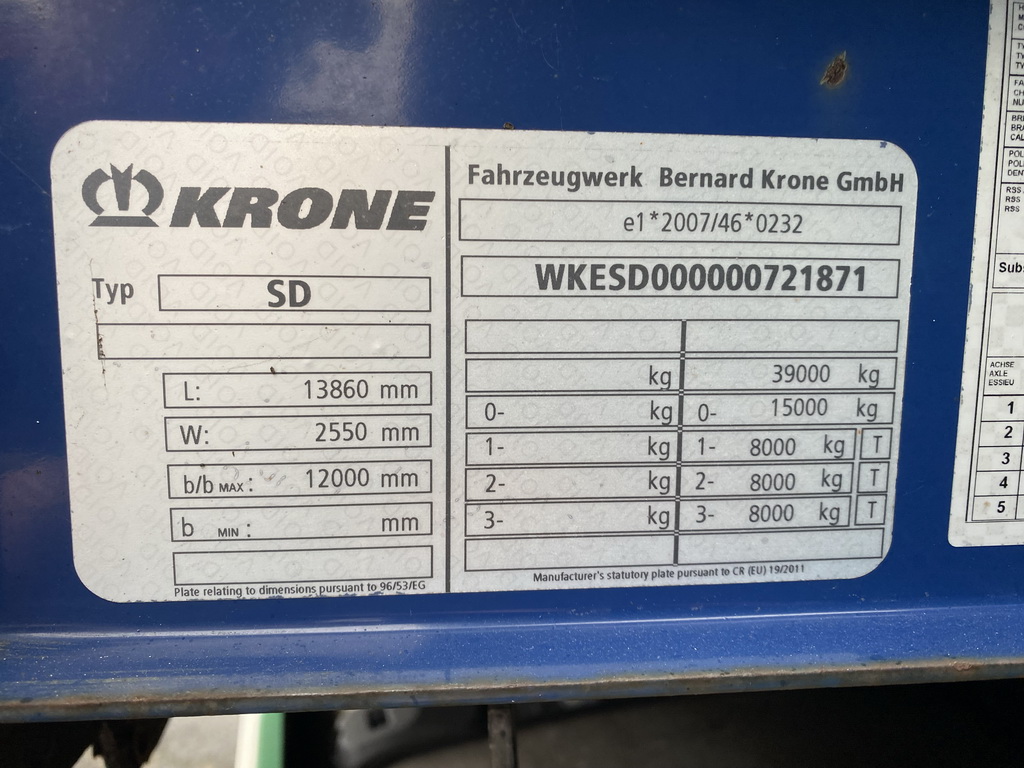 KRONE
Typ SD
L: 13860 mm
W: 2550 mm
b/b MAX : 12000 mm
b MIN : mm
Plate relating to dimensions pursuant to 96/53/EG
Fahrzeugwerk Bernard Krone GmbH
e1*2007/46*0232
WKESD000000721871
kg 39000 kg
0- kg 0- 15000 kg
1- kg 1- 8000 kg T
2- kg 2- 8000 kg T
3- kg 3- 8000 kg T
Manufacturer's statutory plate pursuant to CR (EU) 19/2011
RSS
RSS
RSS
ACHSE
AXLE
ESSIEU
1
2
3
4
5